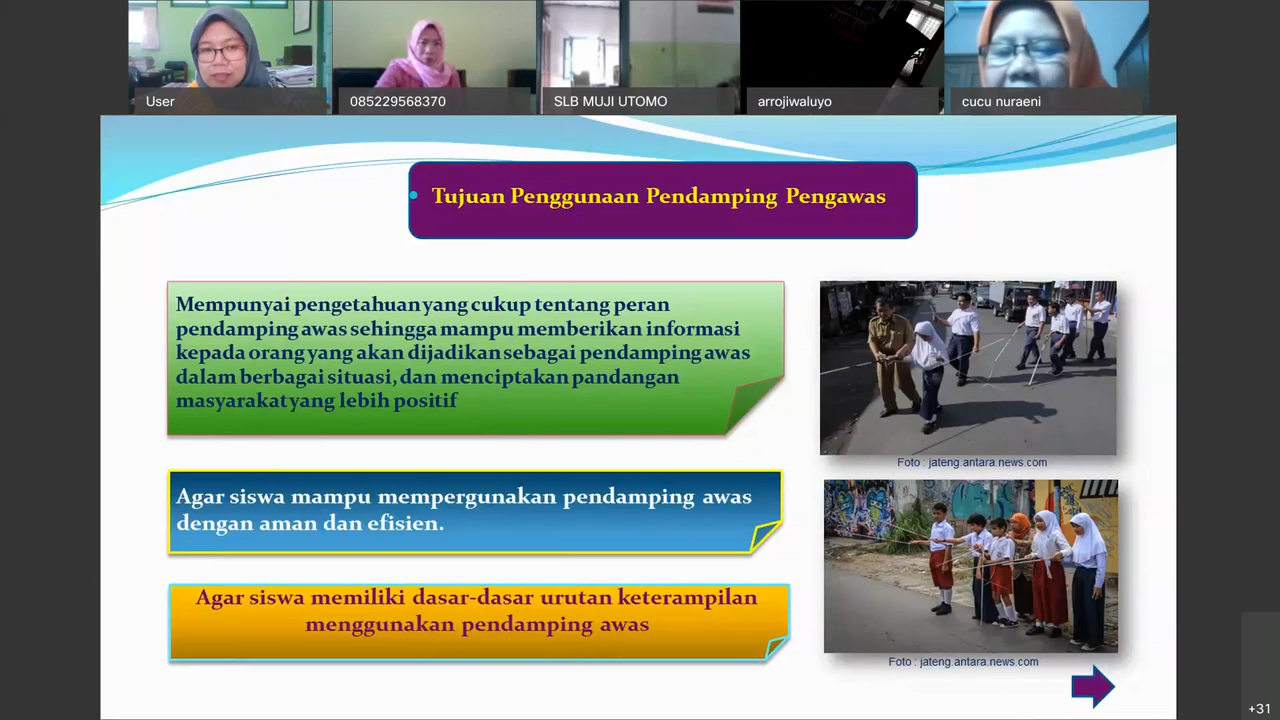 User
085229568370
SLB MUJI UTOMO
arrojiwaluyo
cucu nuraeni
Tujuan Penggunaan Pendamping Pengawas
Mempunyai pengetahuan yang cukup tentang peran
pendamping awas sehingga mampu memberikan informasi
kepada orang yang akan dijadikan sebagai pendamping awas
dalam berbagai situasi, dan menciptakan pandangan
masyarakat yang lebih positif
Foto : jateng.antara.news.com
Agar siswa mampu mempergunakan pendamping awas
dengan aman dan efisien.
Agar siswa memiliki dasar-dasar urutan keterampilan
menggunakan pendamping awas
Foto : jateng.antara.news.com
+31